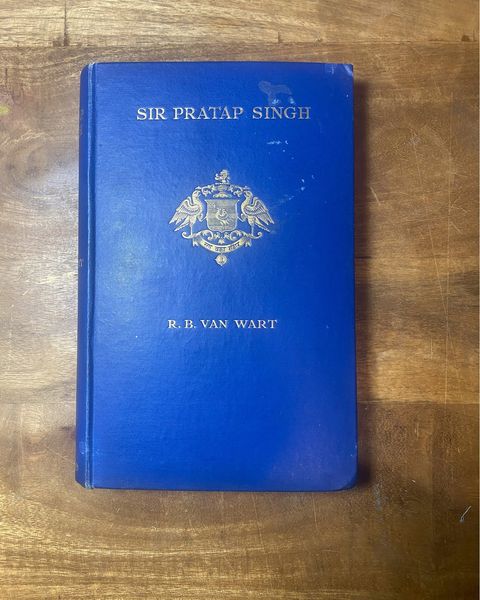 SIR PRATAP SINGH
R. B. VAN WART